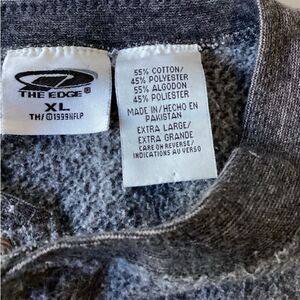 THE EDGE®
XL
TM/©1999NFLP
55% COTTON/
45% POLYESTER
55% ALGODON
45% POLIESTER
MADE IN/HECHO EN
PAKISTAN
EXTRA LARGE/
EXTRA GRANDE
CARE ON REVERSE/
INDICATIONS AU VERSO